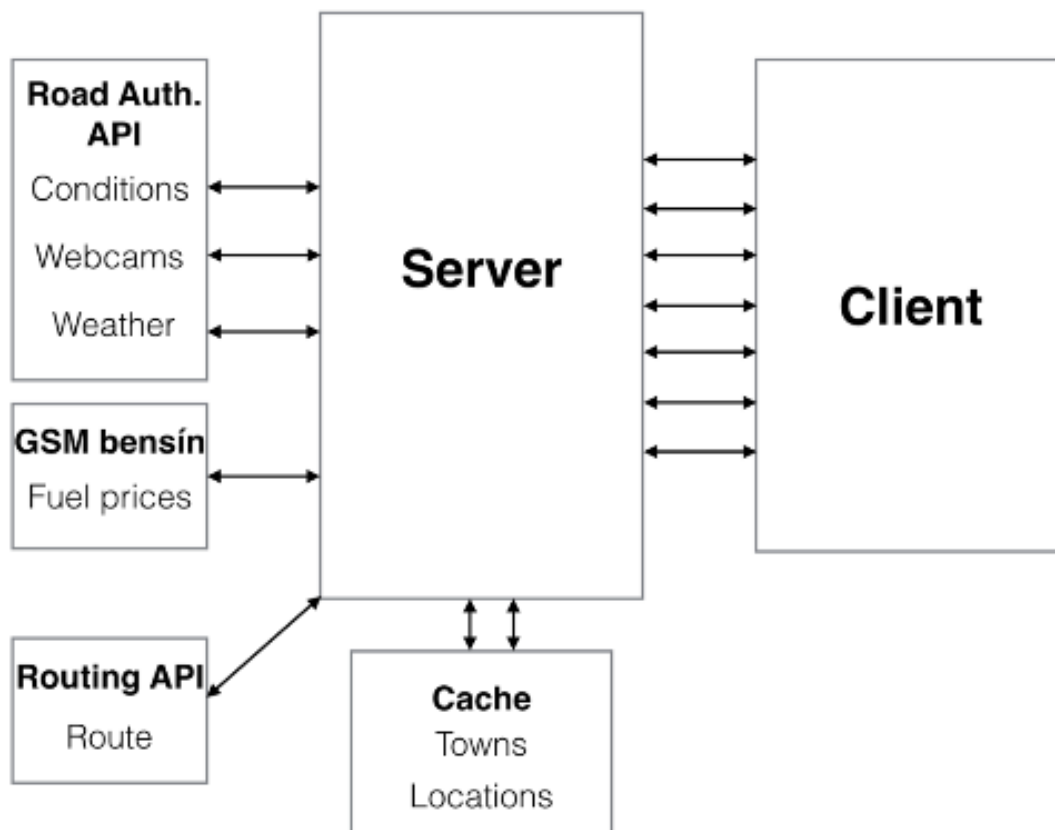 Road Auth.
API
Conditions
Webcams
Weather
GSM bensín
Fuel prices
Routing API
Route
Server
Cache
Towns
Locations
Client